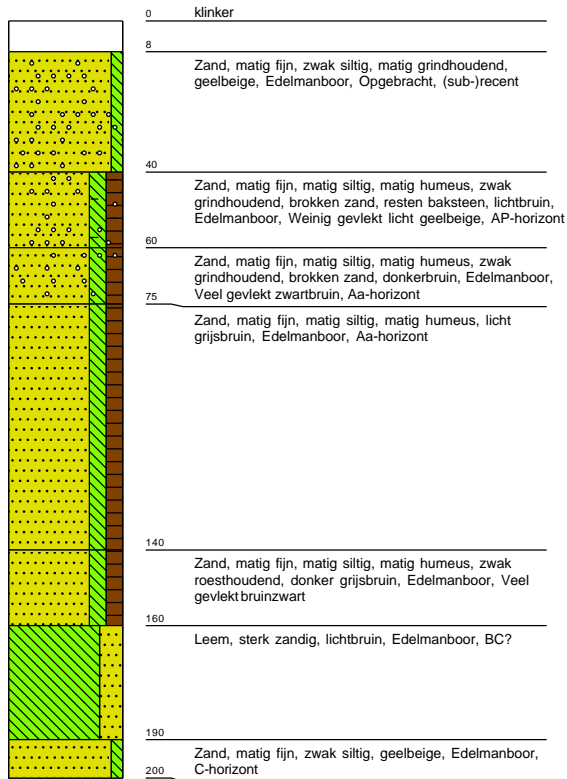 0 klinker
8
Zand, matig fijn, zwak siltig, matig grindhoudend,
geelbeige, Edelmanboor, Opgebracht, (sub-)recent
40
Zand, matig fijn, matig siltig, matig humeus, zwak
grindhoudend, brokken zand, resten baksteen, lichtbruin,
Edelmanboor, Weinig gevlekt licht geelbeige, AP-horizont
60
Zand, matig fijn, matig siltig, matig humeus, zwak
grindhoudend, brokken zand, donkerbruin, Edelmanboor,
Veel gevlekt zwartbruin, Aa-horizont
75
Zand, matig fijn, matig siltig, matig humeus, licht
grijsbruin, Edelmanboor, Aa-horizont
140
Zand, matig fijn, matig siltig, matig humeus, zwak
roesthoudend, donker grijsbruin, Edelmanboor, Veel
gevlekt bruinzwart
160
Leem, sterk zandig, lichtbruin, Edelmanboor, BC?
190
Zand, matig fijn, zwak siltig, geelbeige, Edelmanboor,
C-horizont
200